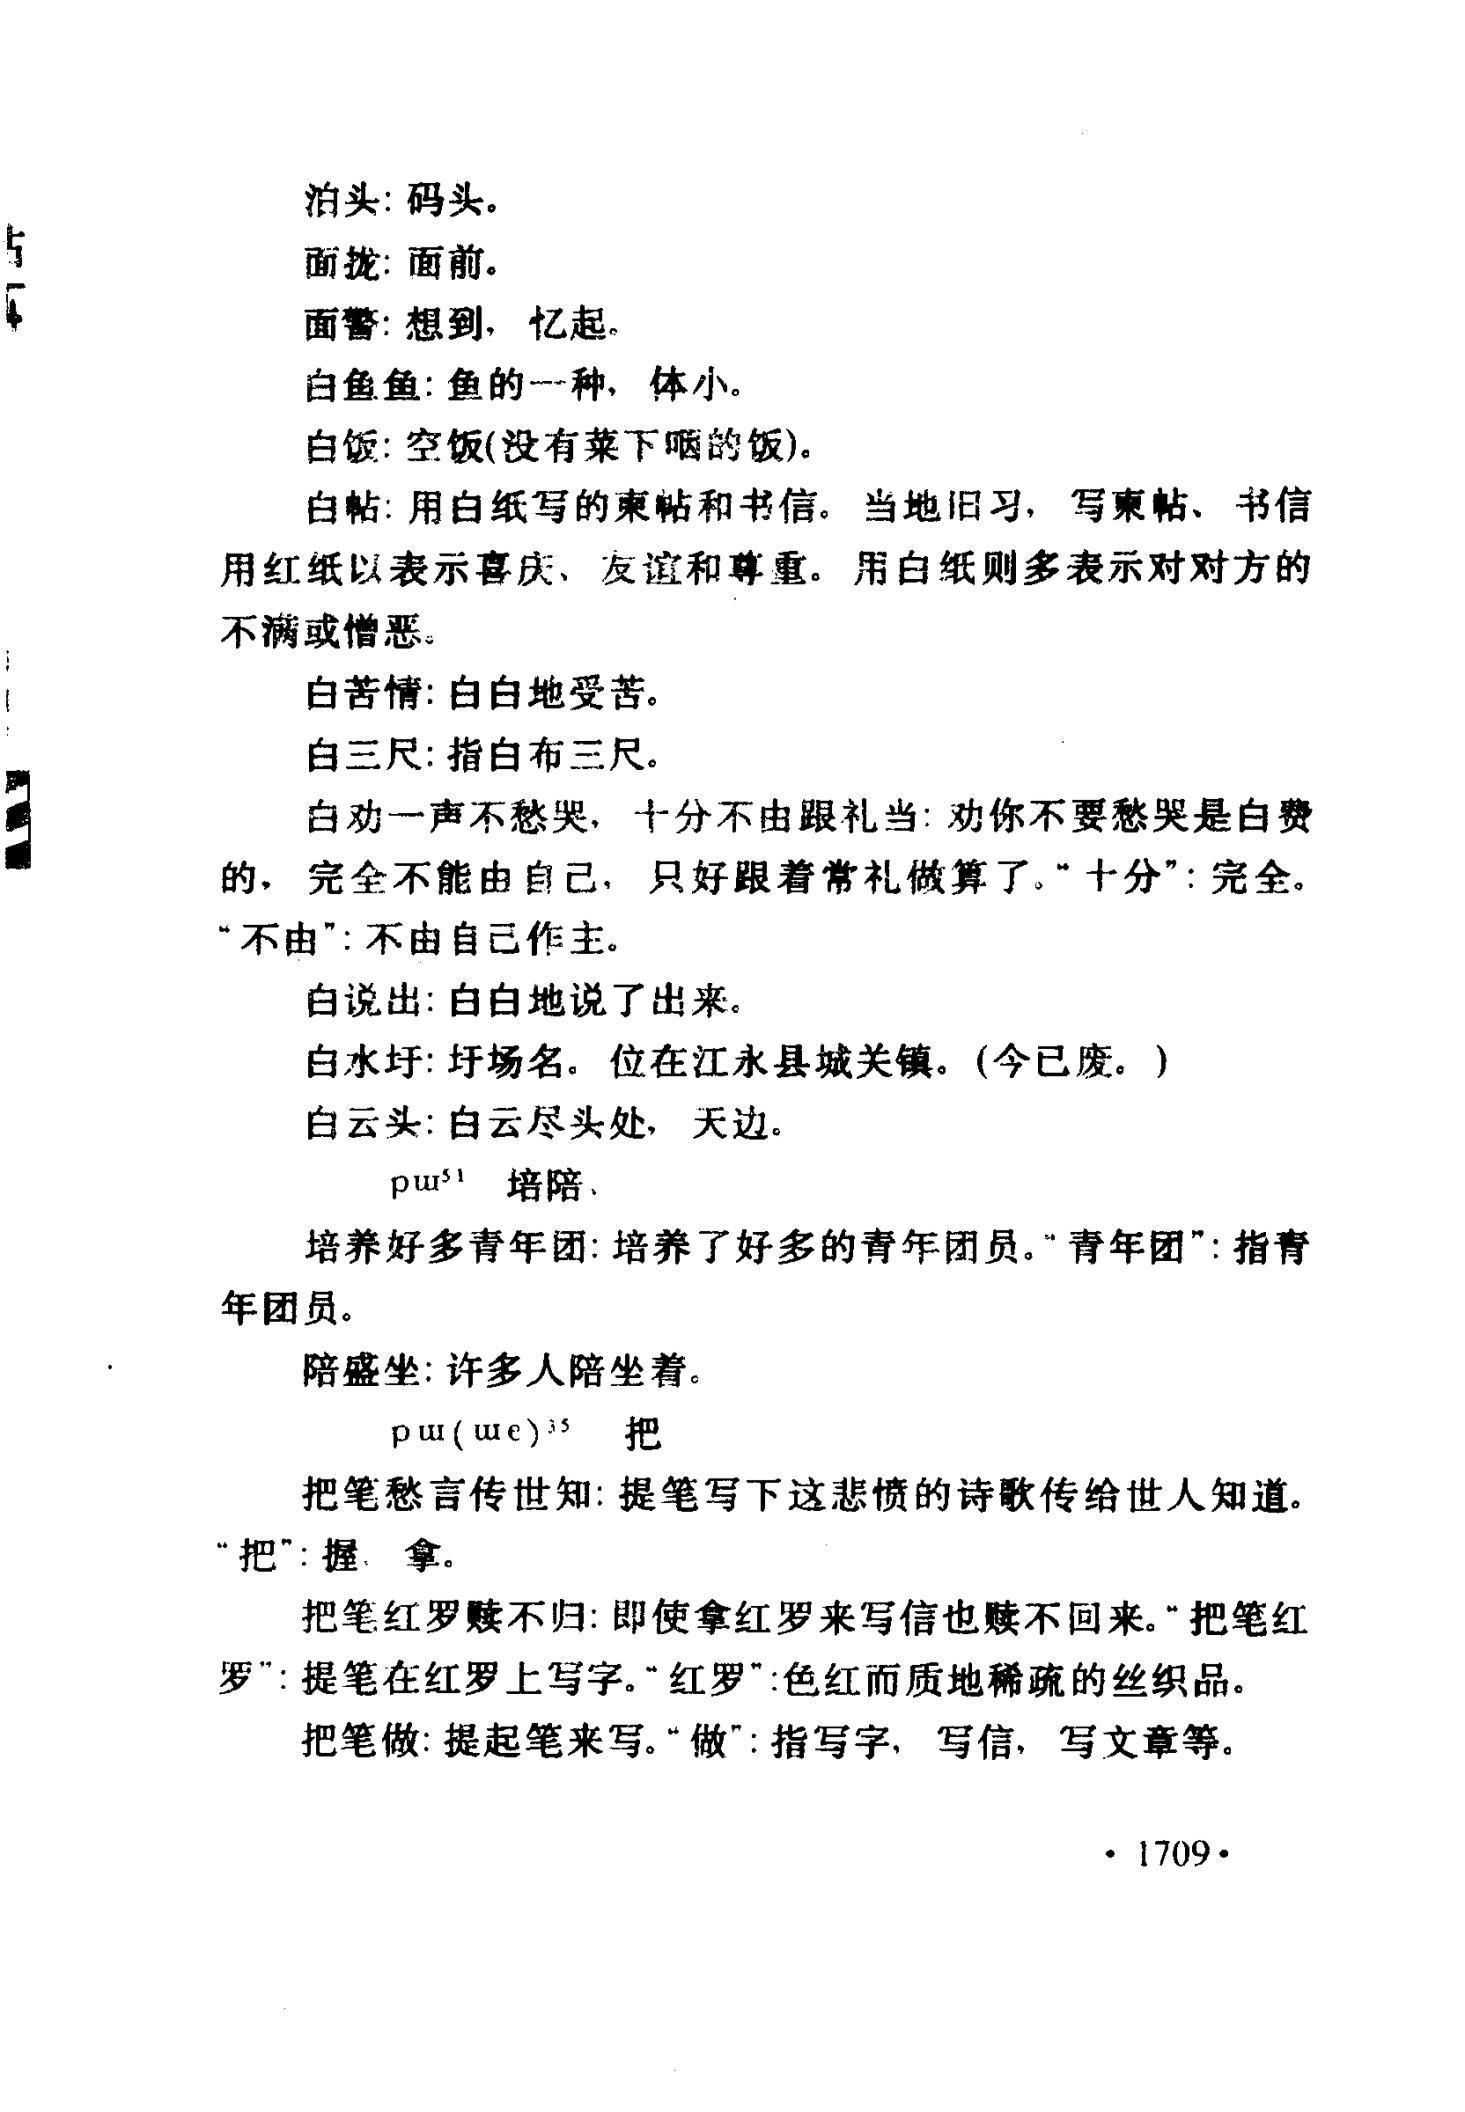 泊头: 码头。
面拢: 面前。
面警: 想到, 忆起。
白鱼鱼: 鱼的一种, 体小。
白饭: 空饭(没有菜下咽的饭)。
白帖: 用白纸写的柬帖和书信。当地旧习, 写柬帖、书信
用红纸以表示喜庆、友谊和尊重。用白纸则多表示对对方的
不满或憎恶。
白苦情: 白白地受苦。
白三尺: 指白布三尺。
白劝一声不愁哭, 十分不由跟礼当: 劝你不要愁哭是白费
的, 完全不能由自己, 只好跟着常礼做算了。“十分”: 完全。
“不由”: 不由自己作主。
白说出: 白白地说了出来。
白水圩: 圩场名。位在江永县城关镇。(今已废。)
白云头: 白云尽头处, 天边。
pɯ⁵¹ 培陪、
培养好多青年团: 培养了好多的青年团员。“青年团”: 指青
年团员。
陪盛坐: 许多人陪坐着。
pɯ(ɯe)³⁵ 把
把笔愁言传世知: 提笔写下这悲愤的诗歌传给世人知道。
“把”: 握、拿。
把笔红罗赎不归: 即使拿红罗来写信也赎不回来。“把笔红
罗”: 提笔在红罗上写字。“红罗”:色红而质地稀疏的丝织品。
把笔做: 提起笔来写。“做”: 指写字, 写信, 写文章等。
· 1709 ·